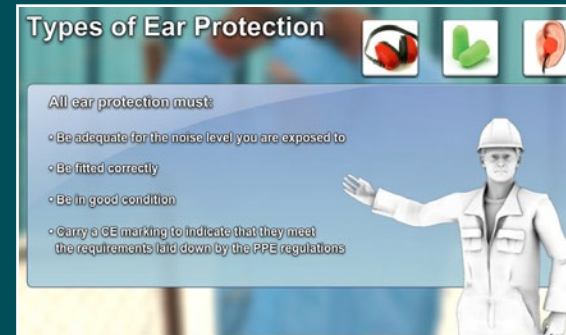 Types of Ear Protection
All ear protection must:
• Be adequate for the noise level you are exposed to
• Be fitted correctly
• Be in good condition
• Carry a CE marking to indicate that they meet
the requirements laid down by the PPE regulations